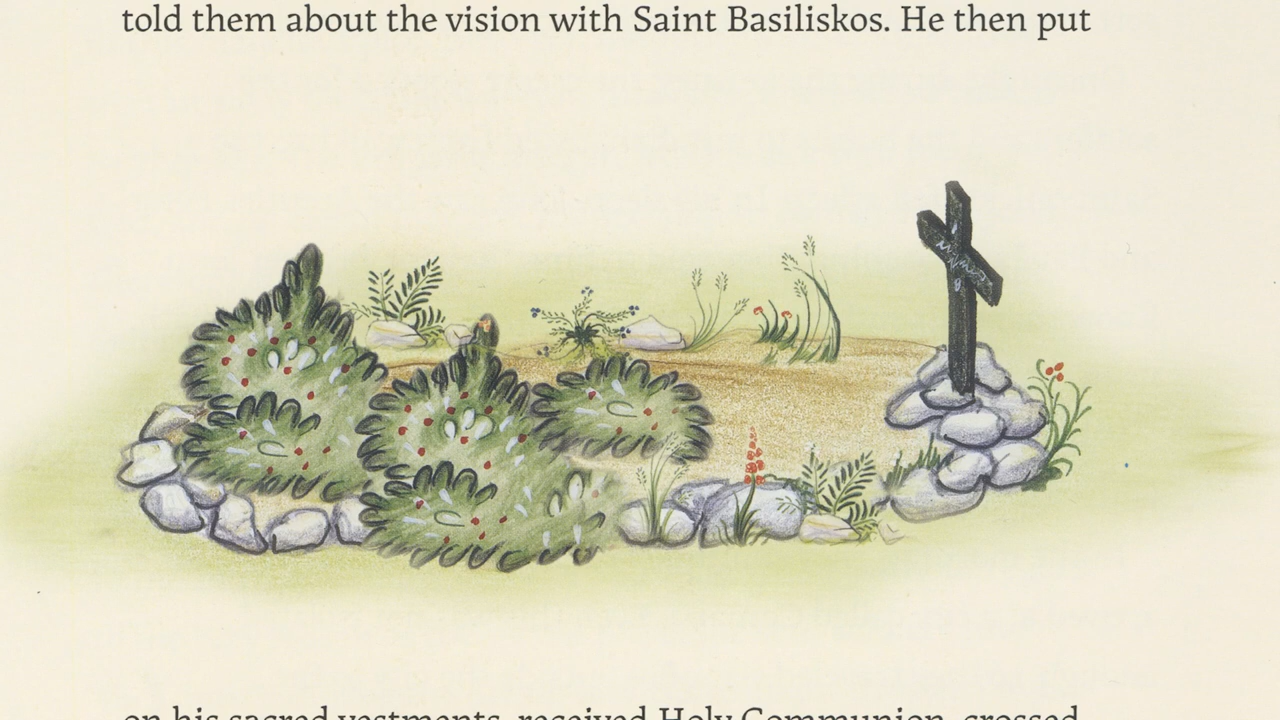 told them about the vision with Saint Basiliskos. He then put
on his sacred vestments, received Holy Communion, crossed